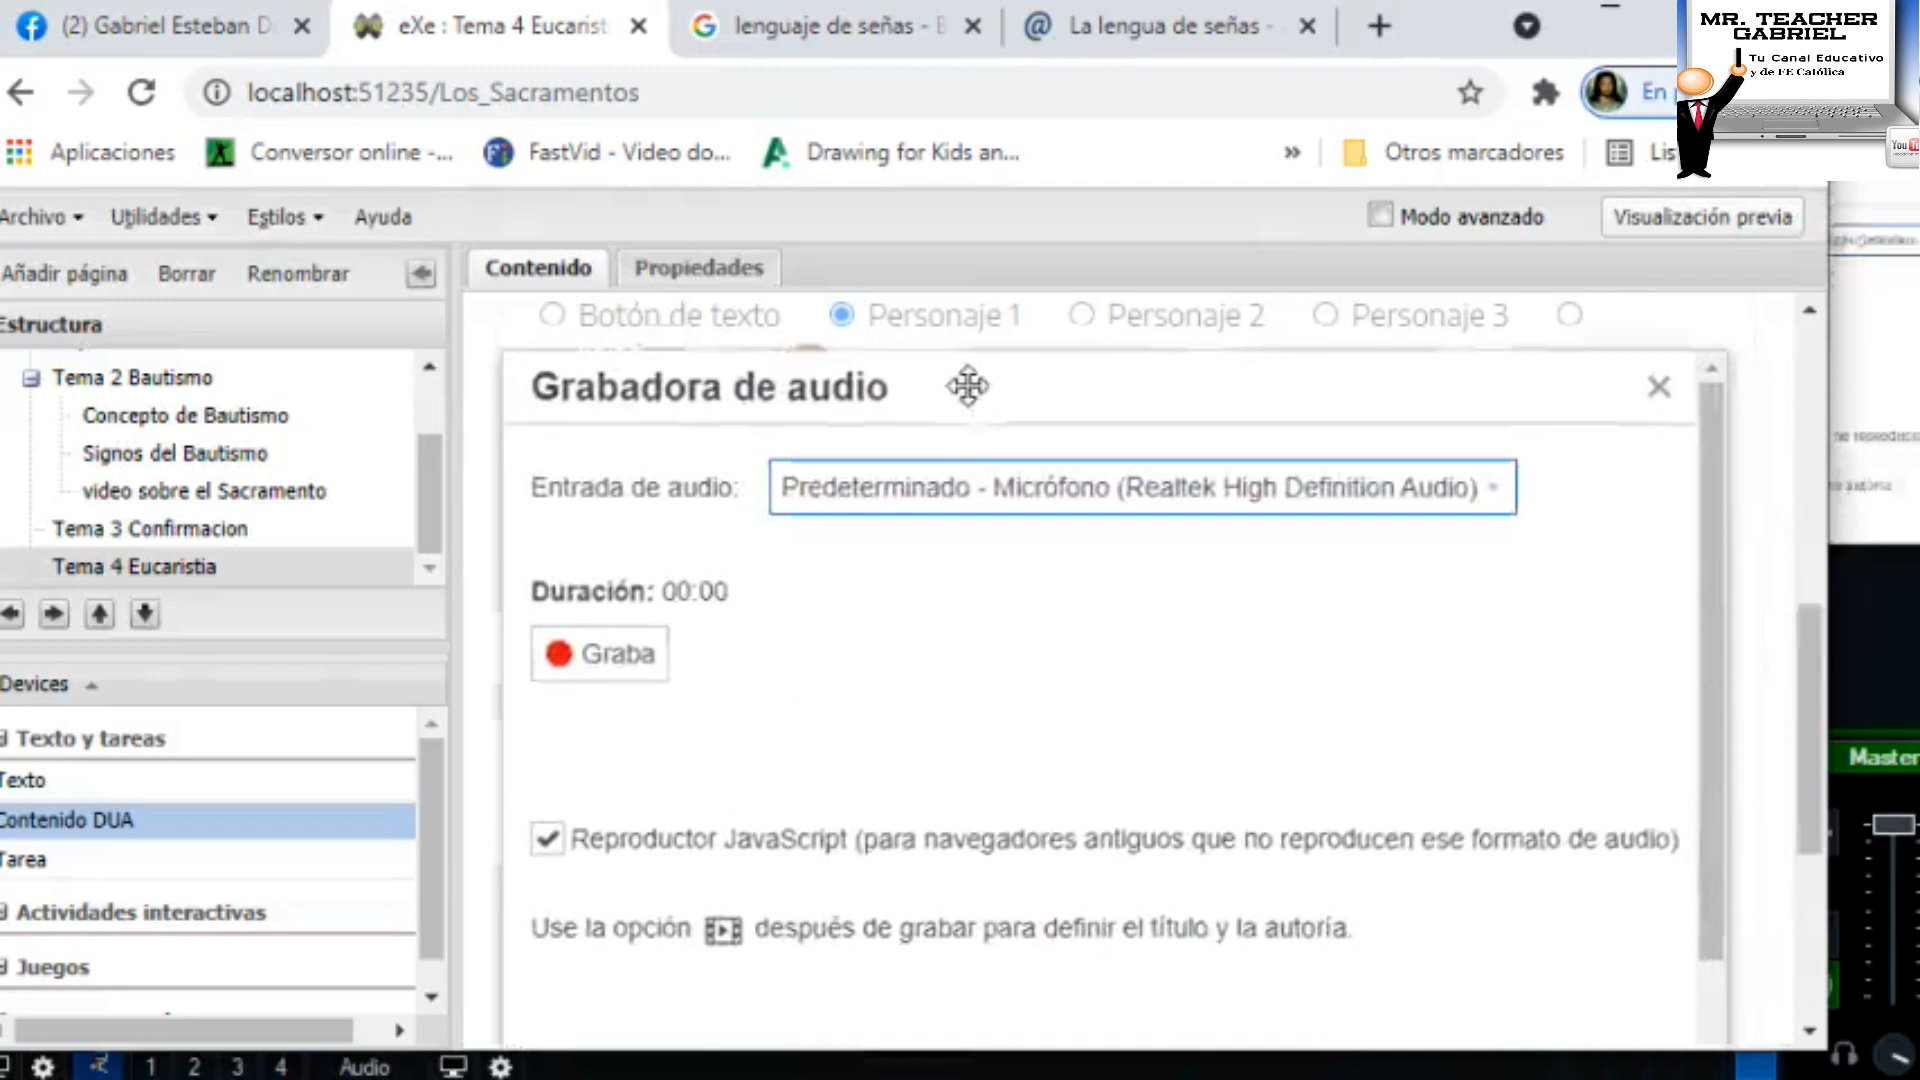 (2) Gabriel Esteban D
eXe : Tema 4 Eucarist
lenguaje de señas - B
La lengua de señas -
MR. TEACHER
GABRIEL
Tu Canal Educativo
y de FE Católica
localhost:51235/Los_Sacramentos
En
You
Aplicaciones
Conversor online -...
FastVid - Video do...
Drawing for Kids an...
»
Otros marcadores
Lis
Archivo
Utilidades
Estilos
Ayuda
Modo avanzado
Visualización previa
Añadir página
Borrar
Renombrar
Contenido
Propiedades
Estructura
Botón de texto
Personaje 1
Personaje 2
Personaje 3
Tema 2 Bautismo
Concepto de Bautismo
Signos del Bautismo
video sobre el Sacramento
Tema 3 Confirmacion
Tema 4 Eucaristia
Grabadora de audio
Entrada de audio:
Predeterminado - Micrófono (Realtek High Definition Audio)
Duración: 00:00
Graba
Devices
Texto y tareas
Texto
Contenido DUA
Tarea
Actividades interactivas
Juegos
Reproductor JavaScript (para navegadores antiguos que no reproducen ese formato de audio)
Use la opción después de grabar para definir el título y la autoría.
Master
1 2 3 4 Audio